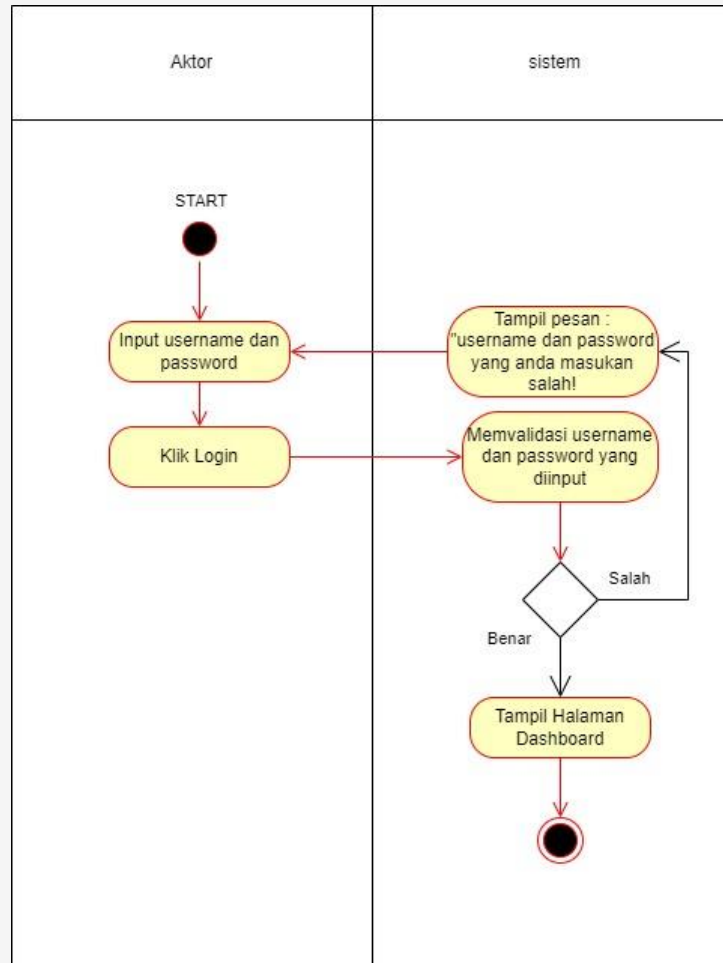 Aktor
sistem
START
Input username dan
password
Tampil pesan :
"username dan password
yang anda masukan
salah!
Klik Login
Memvalidasi username
dan password yang
diinput
Salah
Benar
Tampil Halaman
Dashboard